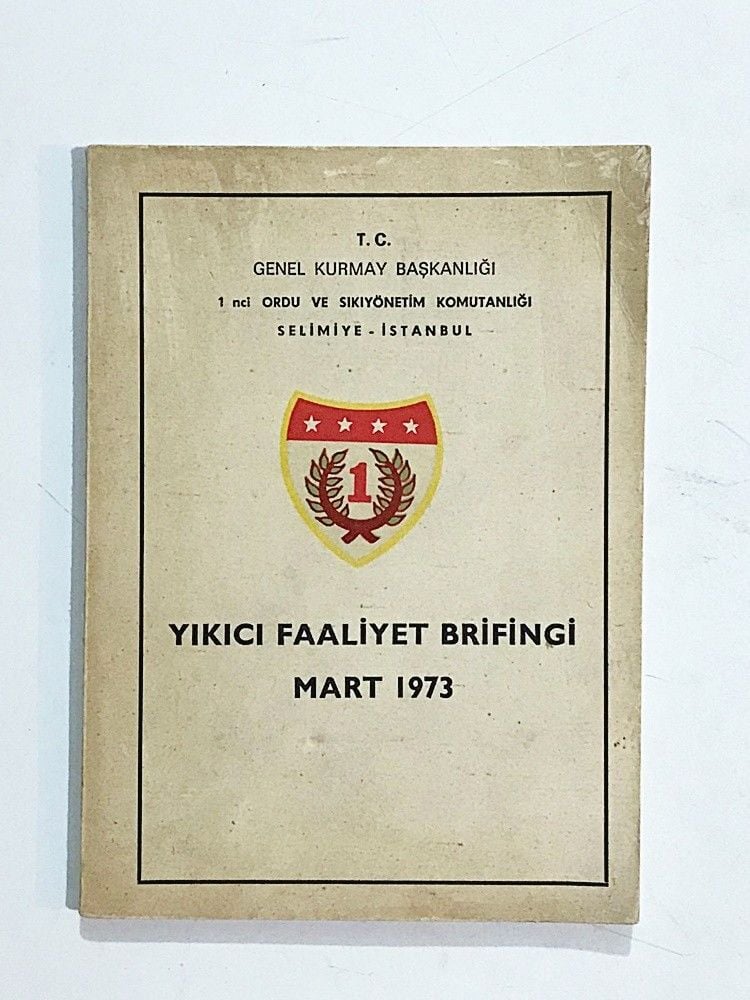 T. C.
GENEL KURMAY BAŞKANLIĞI
1 nci ORDU VE SIKIYÖNETİM KOMUTANLIĞI
SELİMİYE - İSTANBUL
1
YIKICI FAALİYET BRİFİNGİ
MART 1973